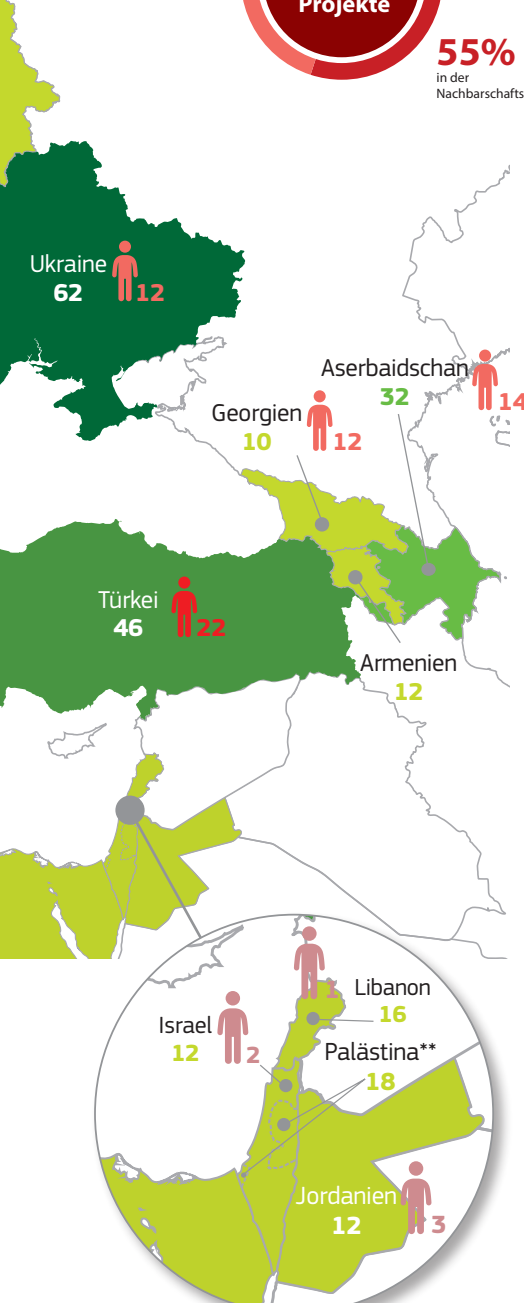 Projekte
55%
in der
Nachbarschafts
Ukraine
62 12
Aserbaidschan
32 14
Georgien
10 12
Türkei
46 22
Armenien
12
1
Libanon
16
Israel
12 2
Palästina**
18
Jordanien
12 3